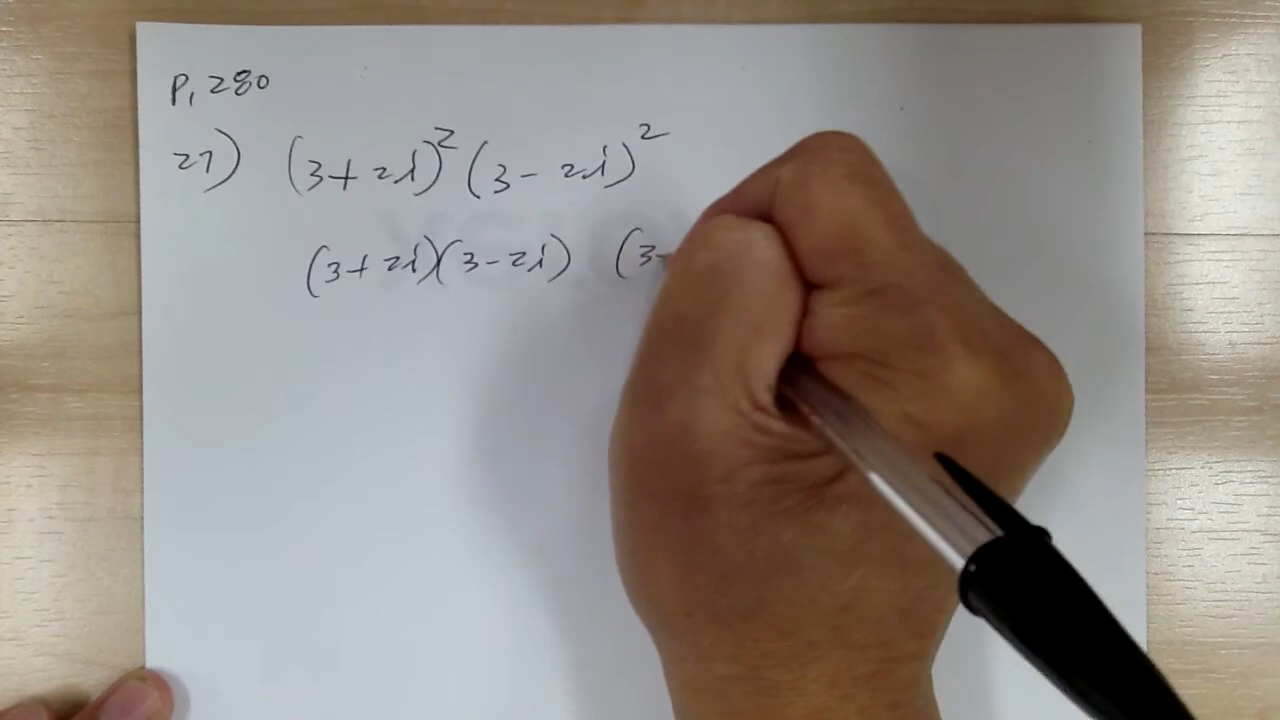 P, 280
27) (3+2i)² (3-2i)²
(3+2i)(3-2i) (3